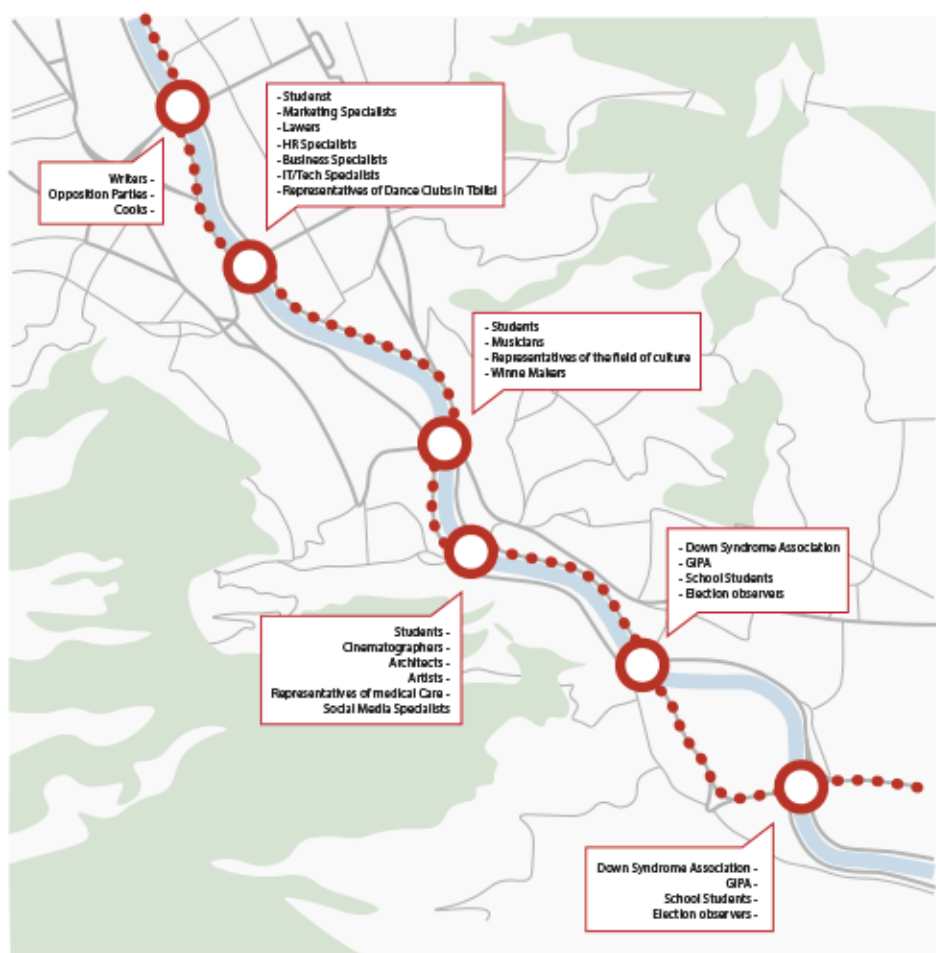 - Studenst
- Marketing Specialists
- Lawers
- HR Specialists
- Business Specialists
- IT/Tech Specialists
- Representatives of Dance Clubs in Tbilisi
Writers -
Opposition Parties -
Cooks -
- Students
- Musicians
- Representatives of the field of culture
- Winne Makers
- Down Syndrome Association
- GIPA
- School Students
- Election observers
Students -
Cinematographers -
Architects -
Artists -
Representatives of medical Care -
Social Media Specialists
Down Syndrome Association -
GIPA -
School Students -
Election observers -